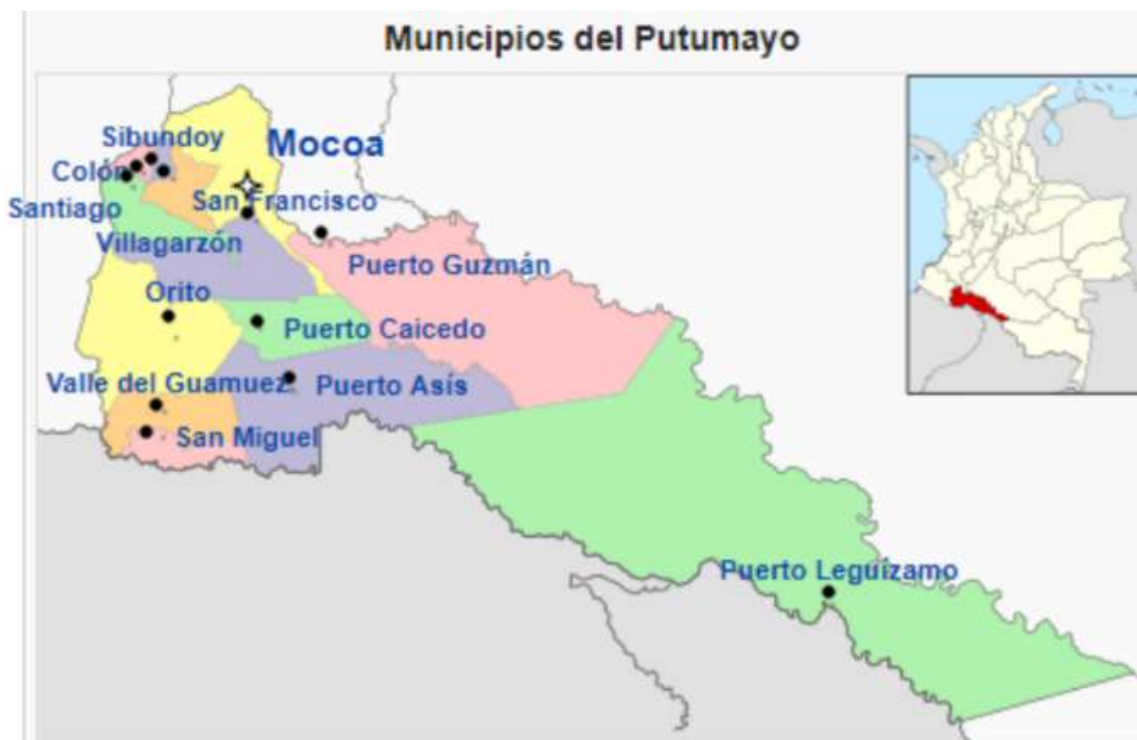 Municipios del Putumayo
Sibundoy
Mocoa
Colón
San Francisco
Santiago
Villagarzón
Puerto Guzmán
Orito
Puerto Caicedo
Valle del Guamuez
Puerto Asís
San Miguel
Puerto Leguízamo